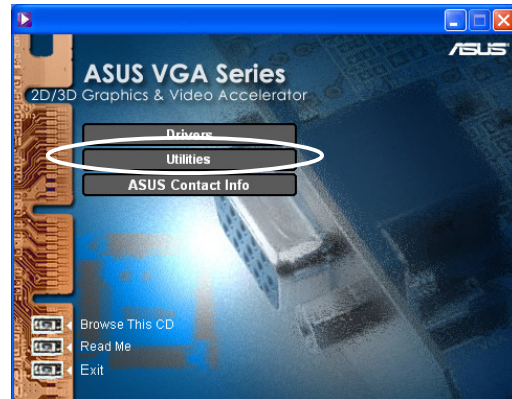 ASUS
ASUS VGA Series
2D/3D Graphics & Video Accelerator
Drivers
Utilities
ASUS Contact Info
Browse This CD
Read Me
Exit